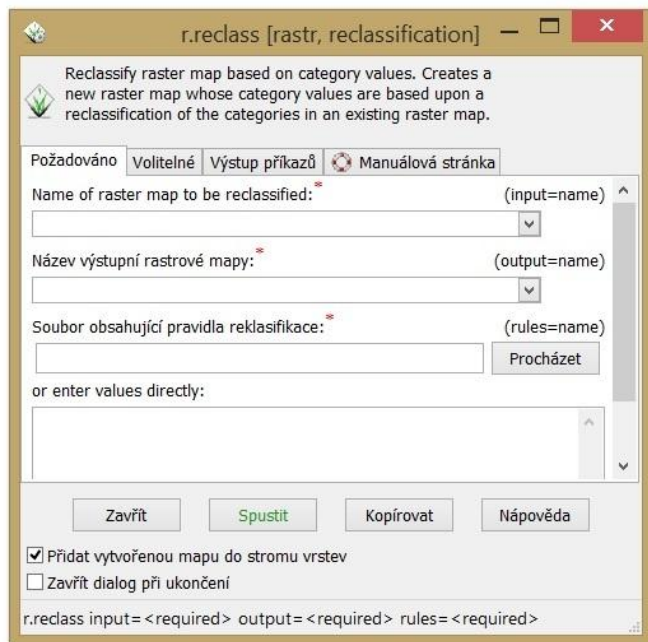 r.reclass [rastr, reclassification]
Reclassify raster map based on category values. Creates a
new raster map whose category values are based upon a
reclassification of the categories in an existing raster map.
Požadováno Volitelné Výstup příkazů Manuálová stránka
Name of raster map to be reclassified:* (input=name)
Název výstupní rastrové mapy:* (output=name)
Soubor obsahující pravidla reklasifikace:* (rules=name)
Procházet
or enter values directly:
Zavřít Spustit Kopírovat Nápověda
Přidat vytvořenou mapu do stromu vrstev
Zavřít dialog při ukončení
r.reclass input=<required> output=<required> rules=<required>